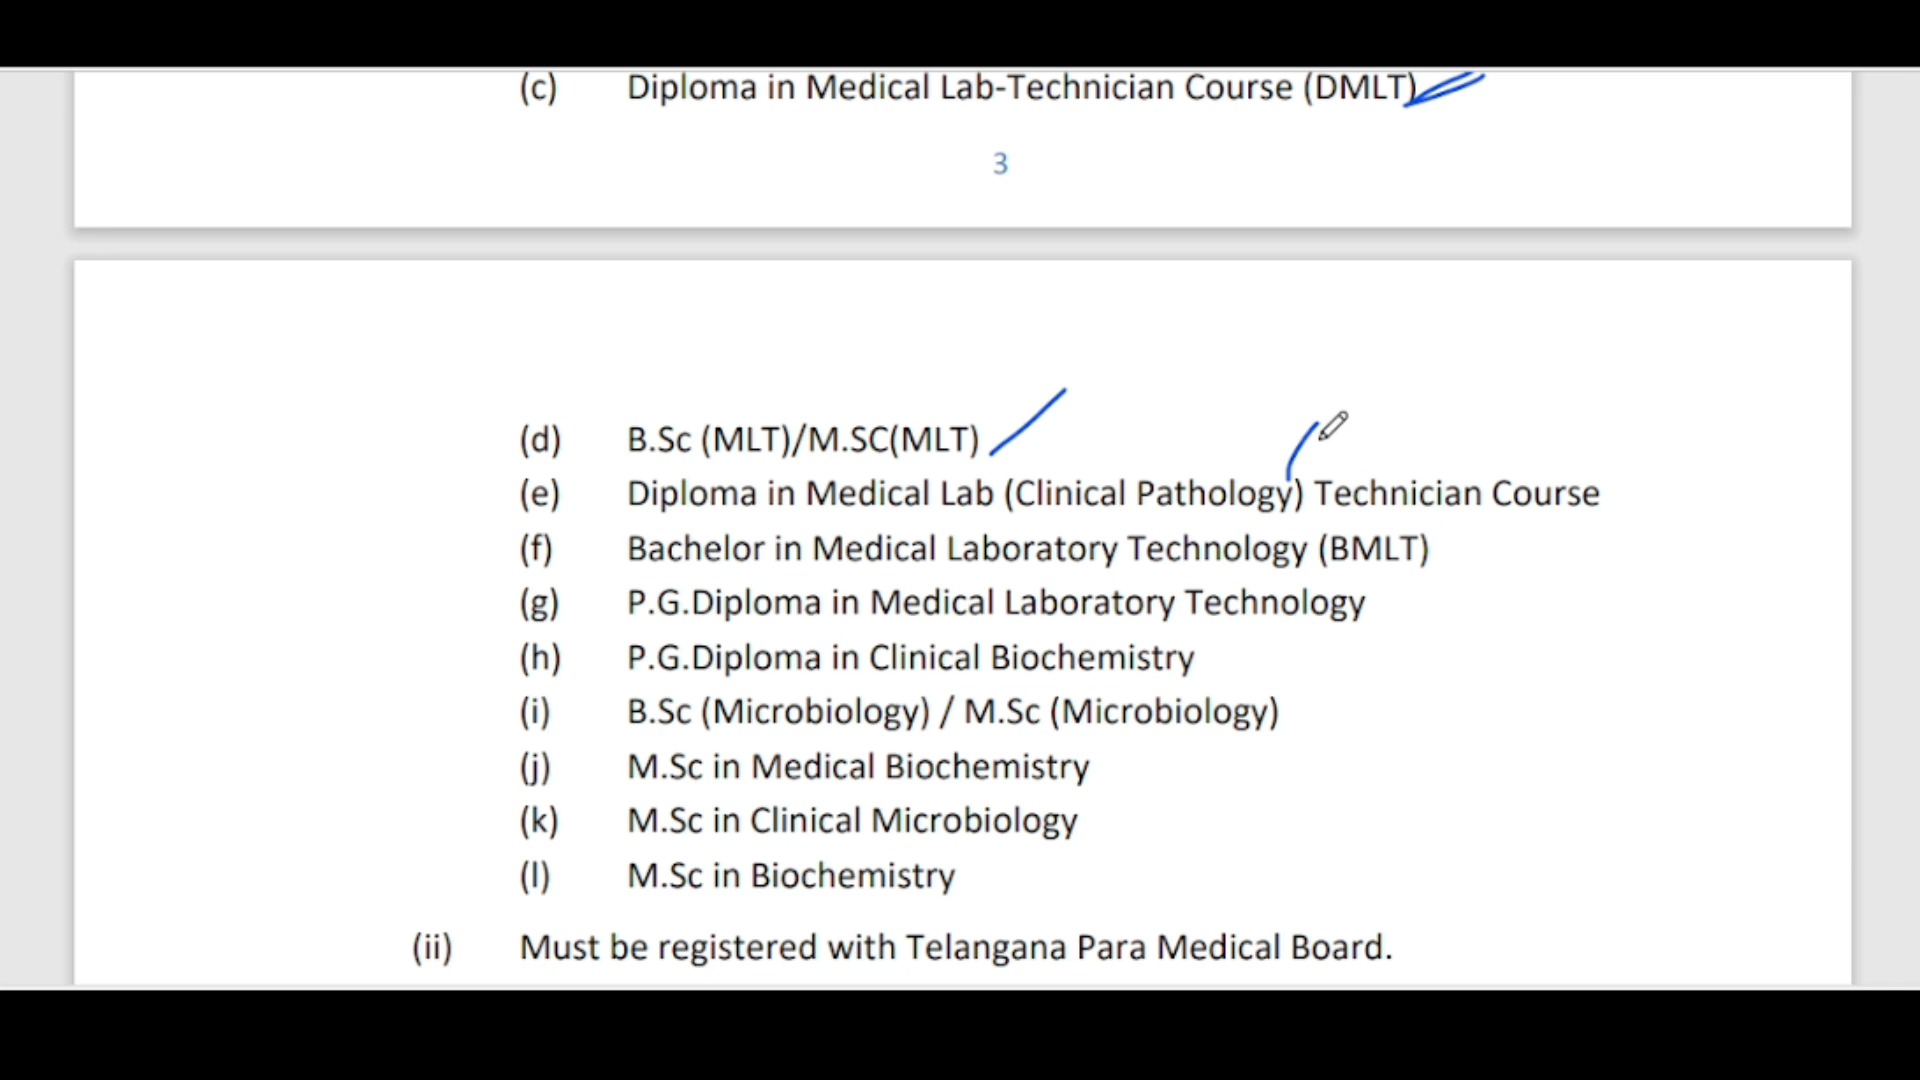 (c) Diploma in Medical Lab-Technician Course (DMLT)
3
(d) B.Sc (MLT)/M.SC(MLT)
(e) Diploma in Medical Lab (Clinical Pathology) Technician Course
(f) Bachelor in Medical Laboratory Technology (BMLT)
(g) P.G.Diploma in Medical Laboratory Technology
(h) P.G.Diploma in Clinical Biochemistry
(i) B.Sc (Microbiology) / M.Sc (Microbiology)
(j) M.Sc in Medical Biochemistry
(k) M.Sc in Clinical Microbiology
(l) M.Sc in Biochemistry
(ii) Must be registered with Telangana Para Medical Board.